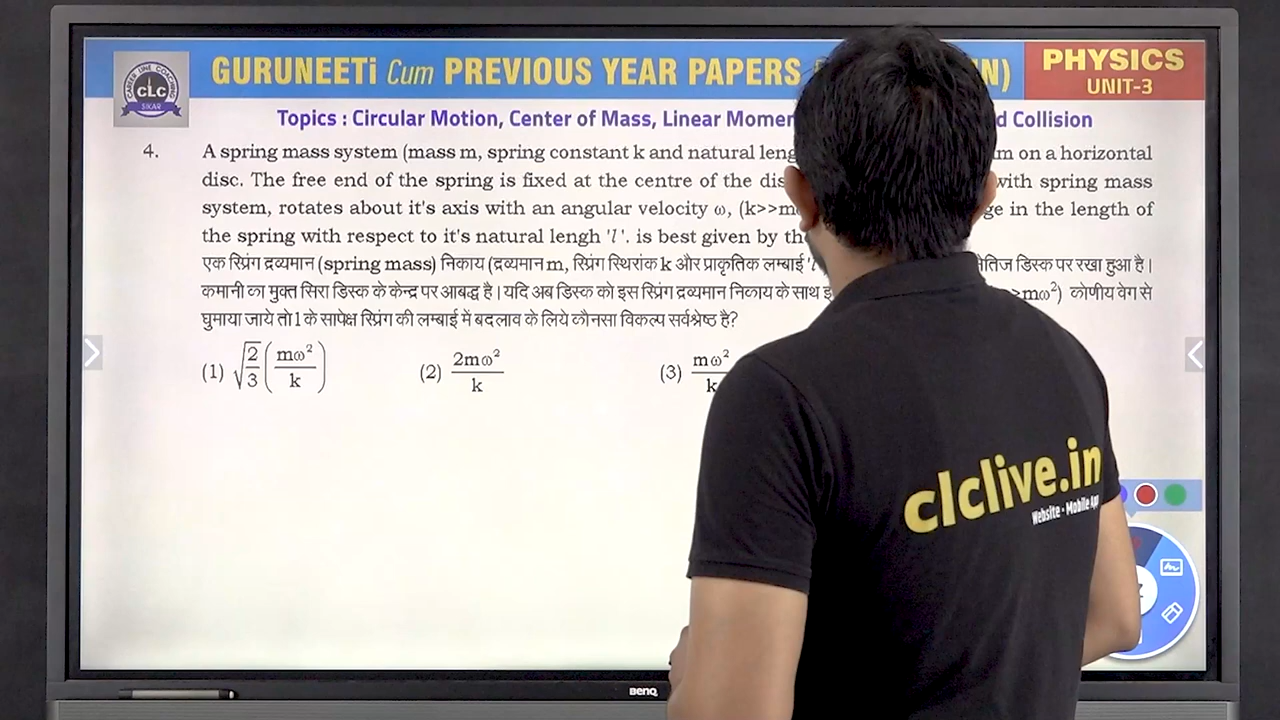 GURUNEETi Cum PREVIOUS YEAR PAPERS IN)
PHYSICS
UNIT-3
CAREER LINE COACHING
CLC
SIKAR
Topics : Circular Motion, Center of Mass, Linear d Collision
4. A spring mass system (mass m, spring constant k and natural on a horizontal
disc. The free end of the spring is fixed at the centre of the with spring mass
system, rotates about it's axis with an angular velocity ω, in the length of
the spring with respect to it's natural lengh 'l'. is best given by
एक स्प्रिंग द्रव्यमान (spring mass) निकाय (द्रव्यमान m, स्प्रिंग स्थिरांक k और प्राकृतिक लम्बाई डिस्क पर रखा हुआ है।
कमानी का मुक्त सिरा डिस्क के केन्द्र पर आबद्ध है। यदि अब डिस्क को इस स्प्रिंग द्रव्यमान निकाय के साथ >mω²) कोणीय वेग से
घुमाया जाये तो l के सापेक्ष स्प्रिंग की लम्बाई में बदलाव के लिये कौनसा विकल्प सर्वश्रेष्ठ है?
(1) √(2/3) (mω²/k) (2) 2mω²/k (3) mω²/k
clclive.in
Website - Mobile App
BenQ